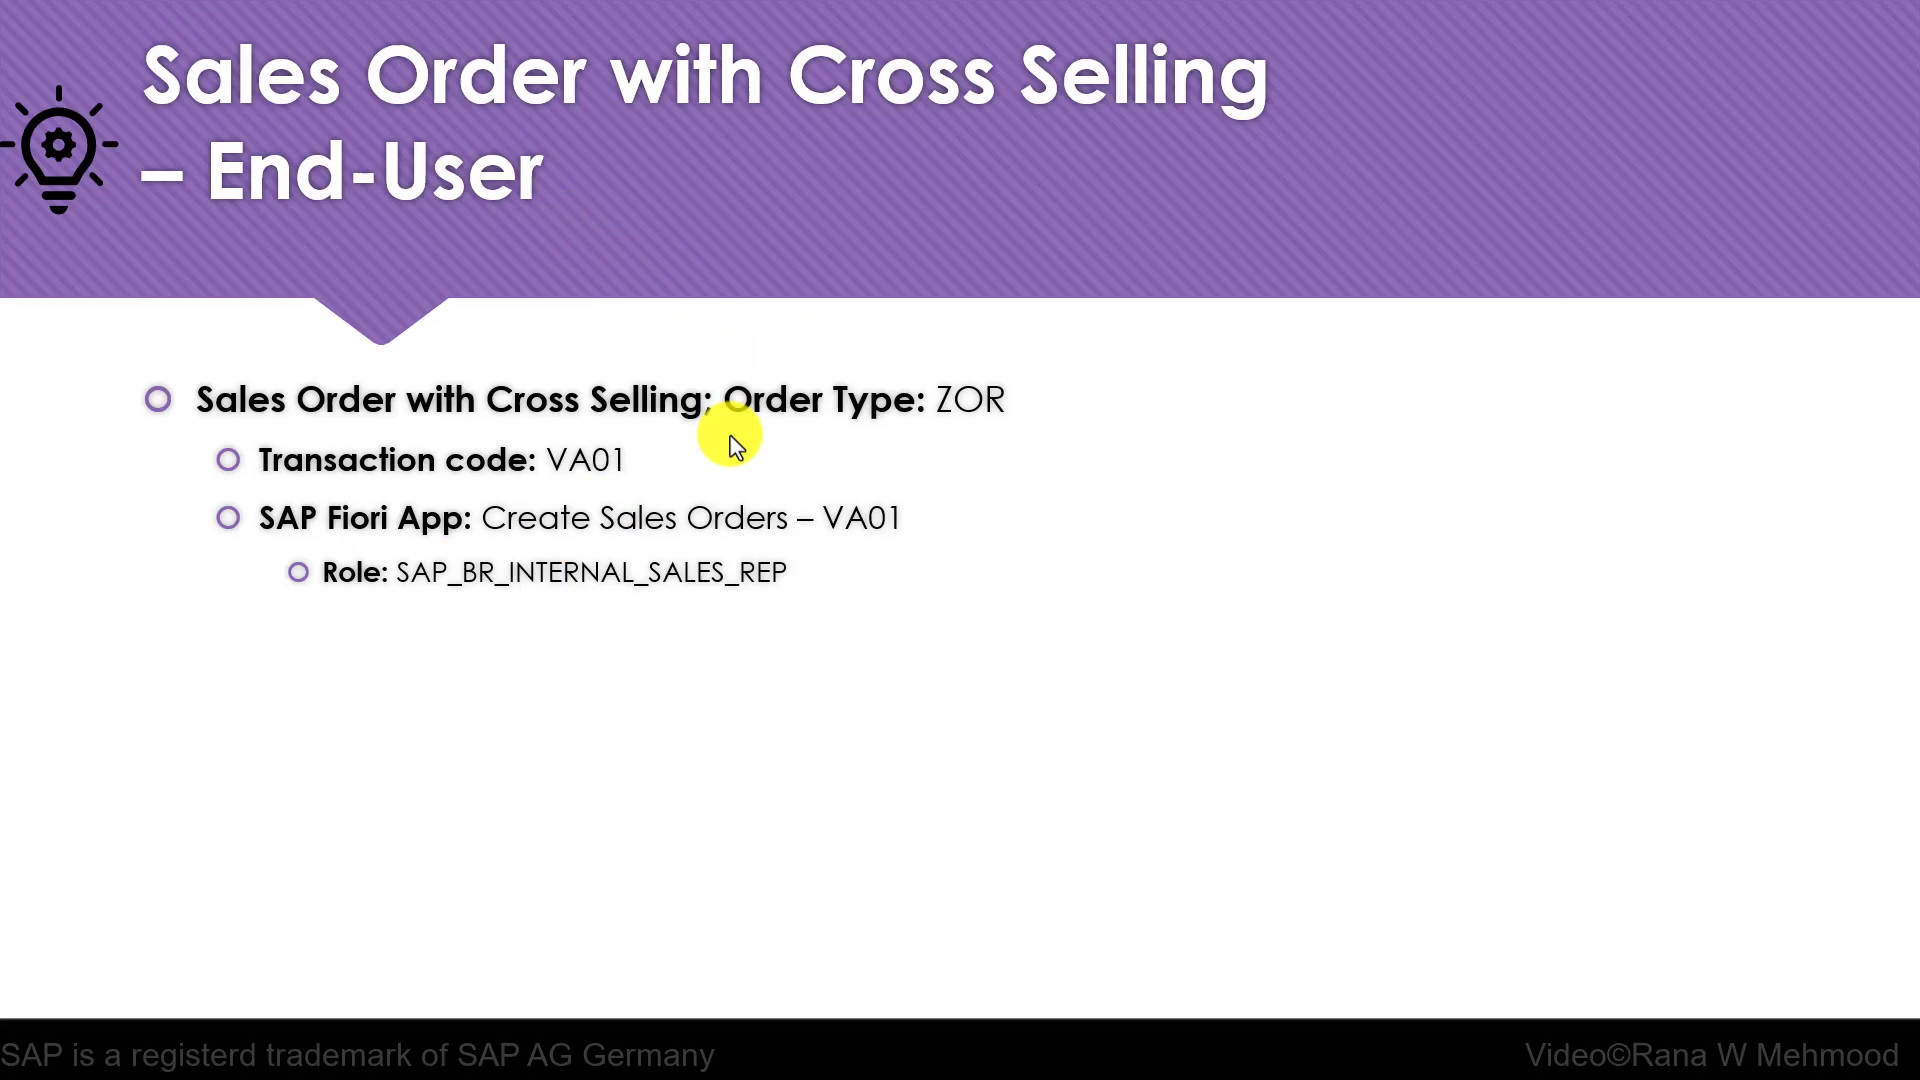 Sales Order with Cross Selling
– End-User
Sales Order with Cross Selling; Order Type: ZOR
Transaction code: VA01
SAP Fiori App: Create Sales Orders – VA01
Role: SAP_BR_INTERNAL_SALES_REP
SAP is a registerd trademark of SAP AG Germany
Video©Rana W Mehmood